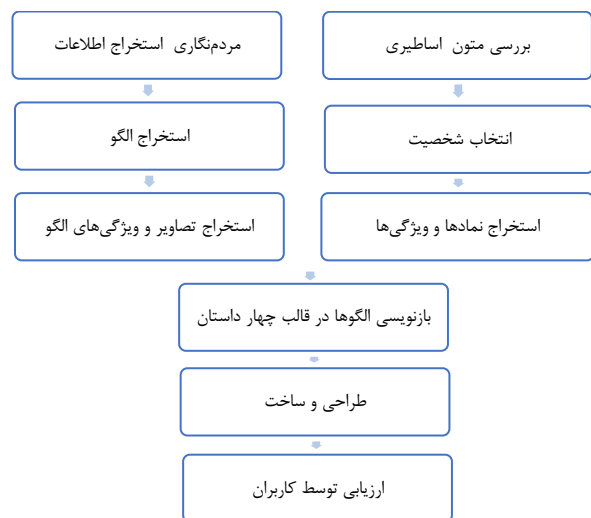 بررسی متون اساطیری
مردم‌نگاری استخراج اطلاعات
انتخاب شخصیت
استخراج الگو
استخراج نمادها و ویژگی‌ها
استخراج تصاویر و ویژگی‌های الگو
بازنویسی الگوها در قالب چهار داستان
طراحی و ساخت
ارزیابی توسط کاربران